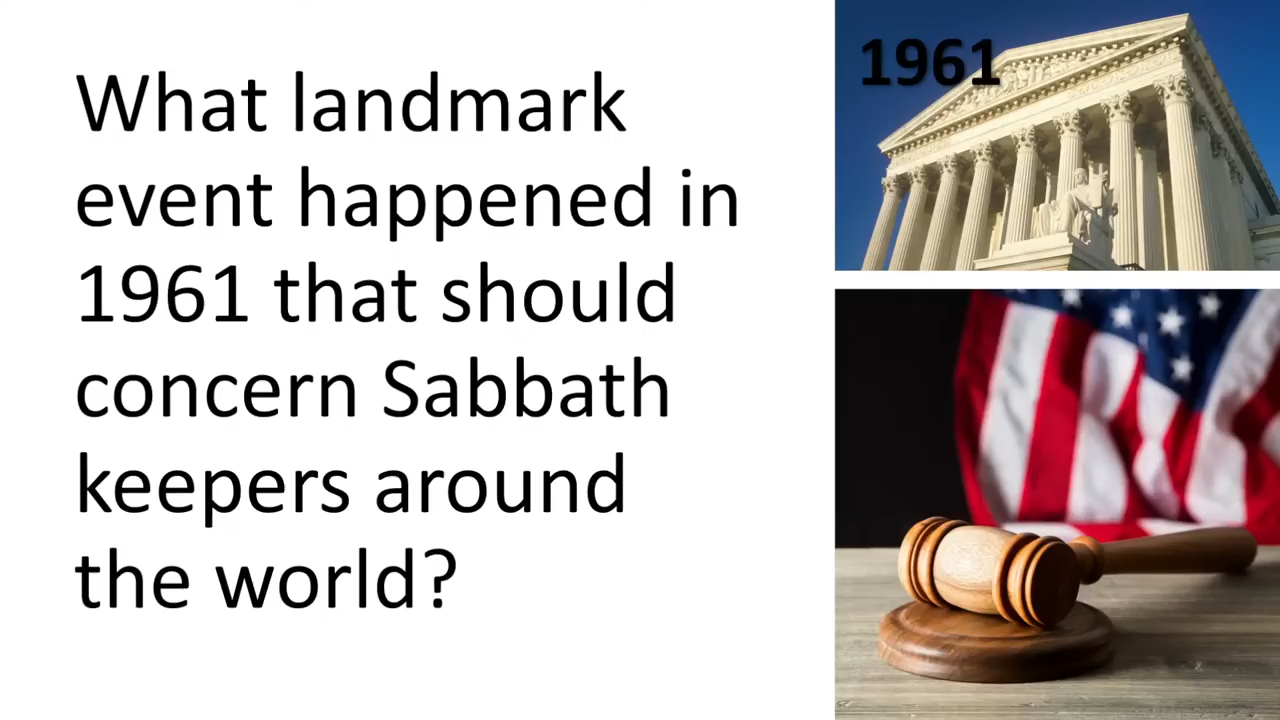 What landmark
event happened in
1961 that should
concern Sabbath
keepers around
the world?
1961